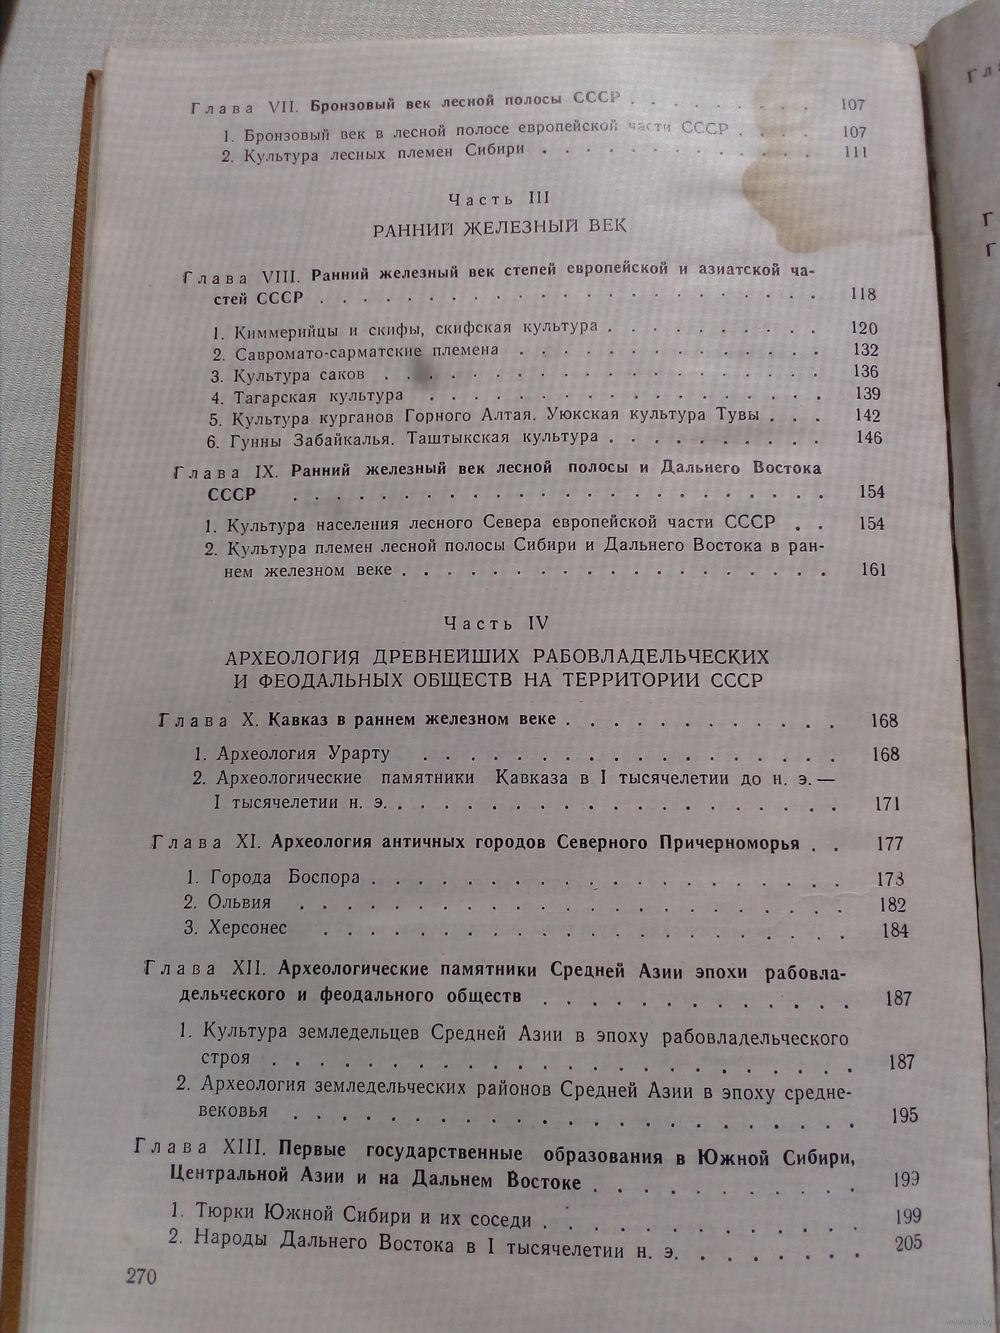 Глава VII. Бронзовый век лесной полосы СССР . . . . . . . . 107
1. Бронзовый век в лесной полосе европейской части СССР . . . . 107
2. Культура лесных племен Сибири . . . . . . . . . . . . 111
Часть III
РАННИЙ ЖЕЛЕЗНЫЙ ВЕК
Глава VIII. Ранний железный век степей европейской и азиатской ча-
стей СССР . . . . . . . . . . . . . . . . . . . . . 118
1. Киммерийцы и скифы, скифская культура . . . . . . . . . 120
2. Савромато-сарматские племена . . . . . . . . . . . . . 132
3. Культура саков . . . . . . . . . . . . . . . . . . 136
4. Тагарская культура . . . . . . . . . . . . . . . . . 139
5. Культура курганов Горного Алтая. Уюкская культура Тувы . . . 142
6. Гунны Забайкалья. Таштыкская культура . . . . . . . . . 146
Глава IX. Ранний железный век лесной полосы и Дальнего Востока
СССР . . . . . . . . . . . . . . . . . . . . . . . 154
1. Культура населения лесного Севера европейской части СССР . . 154
2. Культура племен лесной полосы Сибири и Дальнего Востока в ран-
нем железном веке . . . . . . . . . . . . . . . . . . 161
Часть IV
АРХЕОЛОГИЯ ДРЕВНЕЙШИХ РАБОВЛАДЕЛЬЧЕСКИХ
И ФЕОДАЛЬНЫХ ОБЩЕСТВ НА ТЕРРИТОРИИ СССР
Глава X. Кавказ в раннем железном веке . . . . . . . . . . . . 168
1. Археология Урарту . . . . . . . . . . . . . . . . . . 168
2. Археологические памятники Кавказа в I тысячелетии до н. э. —
I тысячелетии н. э. . . . . . . . . . . . . . . . . . . 171
Глава XI. Археология античных городов Северного Причерноморья . . 177
1. Города Боспора . . . . . . . . . . . . . . . . . . . . 178
2. Ольвия . . . . . . . . . . . . . . . . . . . . . . . 182
3. Херсонес . . . . . . . . . . . . . . . . . . . . . . 184
Глава XII. Археологические памятники Средней Азии эпохи рабовла-
дельческого и феодального обществ . . . . . . . . . . . . . 187
1. Культура земледельцев Средней Азии в эпоху рабовладельческого
строя . . . . . . . . . . . . . . . . . . . . . . . . 187
2. Археология земледельческих районов Средней Азии в эпоху средне-
вековья . . . . . . . . . . . . . . . . . . . . . . . 195
Глава XIII. Первые государственные образования в Южной Сибири,
Центральной Азии и на Дальнем Востоке . . . . . . . . . . . 199
1. Тюрки Южной Сибири и их соседи . . . . . . . . . . . . . 199
2. Народы Дальнего Востока в I тысячелетии н. э. . . . . . . . 205
270
www.ay.by